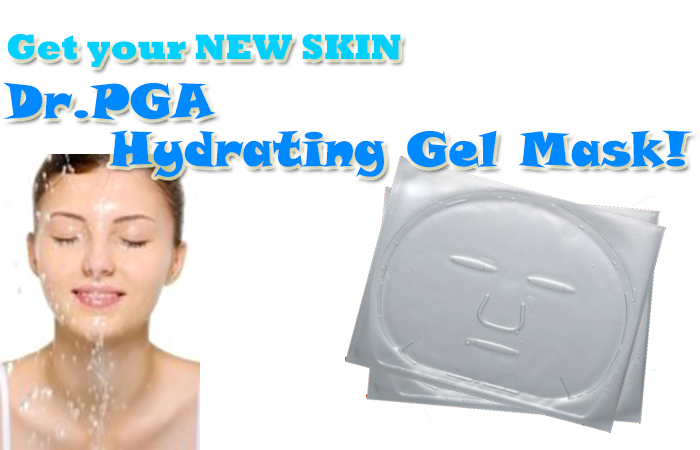 Get your NEW SKIN
Dr.PGA
Hydrating Gel Mask!